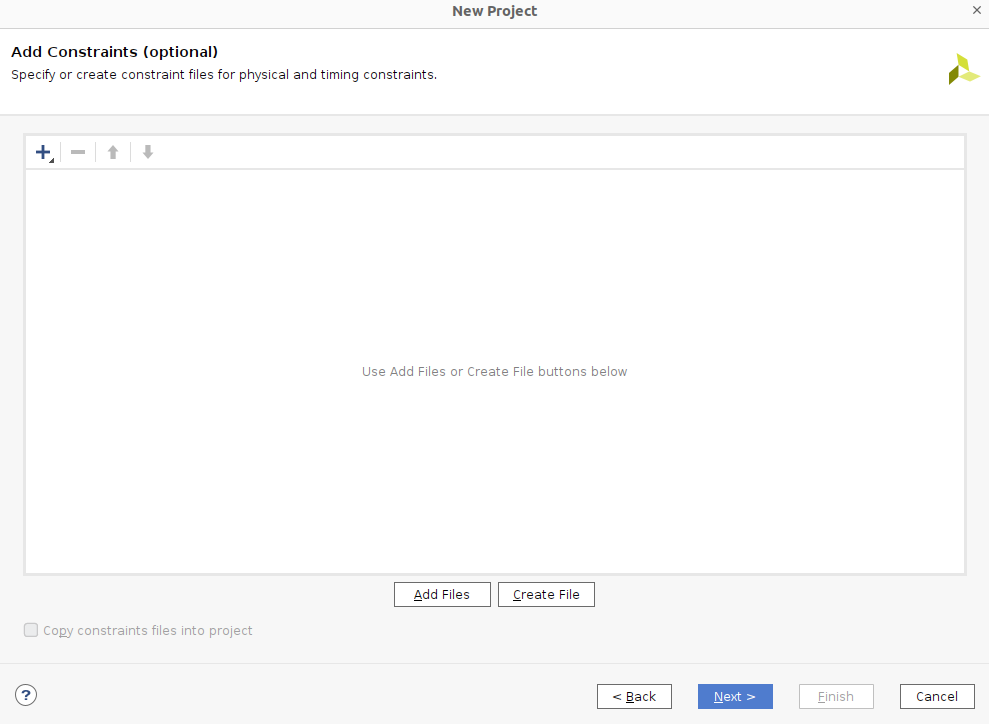 New Project
Add Constraints (optional)
Specify or create constraint files for physical and timing constraints.
Use Add Files or Create File buttons below
Add Files
Create File
Copy constraints files into project
?
< Back
Next >
Finish
Cancel